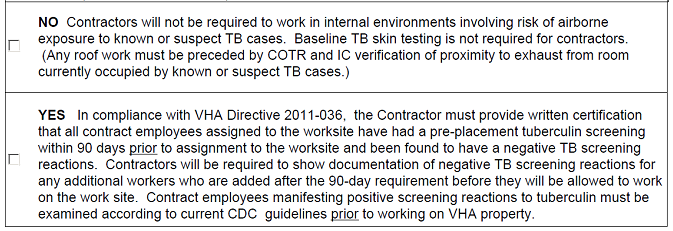 NO Contractors will not be required to work in internal environments involving risk of airborne
exposure to known or suspect TB cases. Baseline TB skin testing is not required for contractors.
(Any roof work must be preceded by COTR and IC verification of proximity to exhaust from room
currently occupied by known or suspect TB cases.)
YES In compliance with VHA Directive 2011-036, the Contractor must provide written certification
that all contract employees assigned to the worksite have had a pre-placement tuberculin screening
within 90 days prior to assignment to the worksite and been found to have a negative TB screening
reactions. Contractors will be required to show documentation of negative TB screening reactions for
any additional workers who are added after the 90-day requirement before they will be allowed to work
on the work site. Contract employees manifesting positive screening reactions to tuberculin must be
examined according to current CDC guidelines prior to working on VHA property.